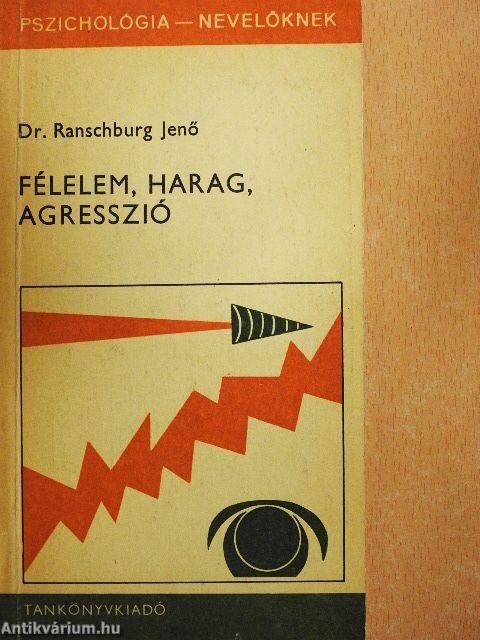 PSZICHOLÓGIA — NEVELŐKNEK
Dr. Ranschburg Jenő
FÉLELEM, HARAG,
AGRESSZIÓ
TANKÖNYVKIADÓ
Antikvárium.hu